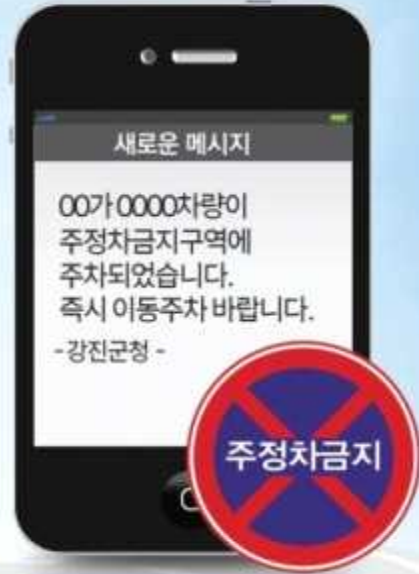 새로운 메시지
00가 0000차량이
주정차금지구역에
주차되었습니다.
즉시 이동주차 바랍니다.
- 강진군청 -
주정차금지